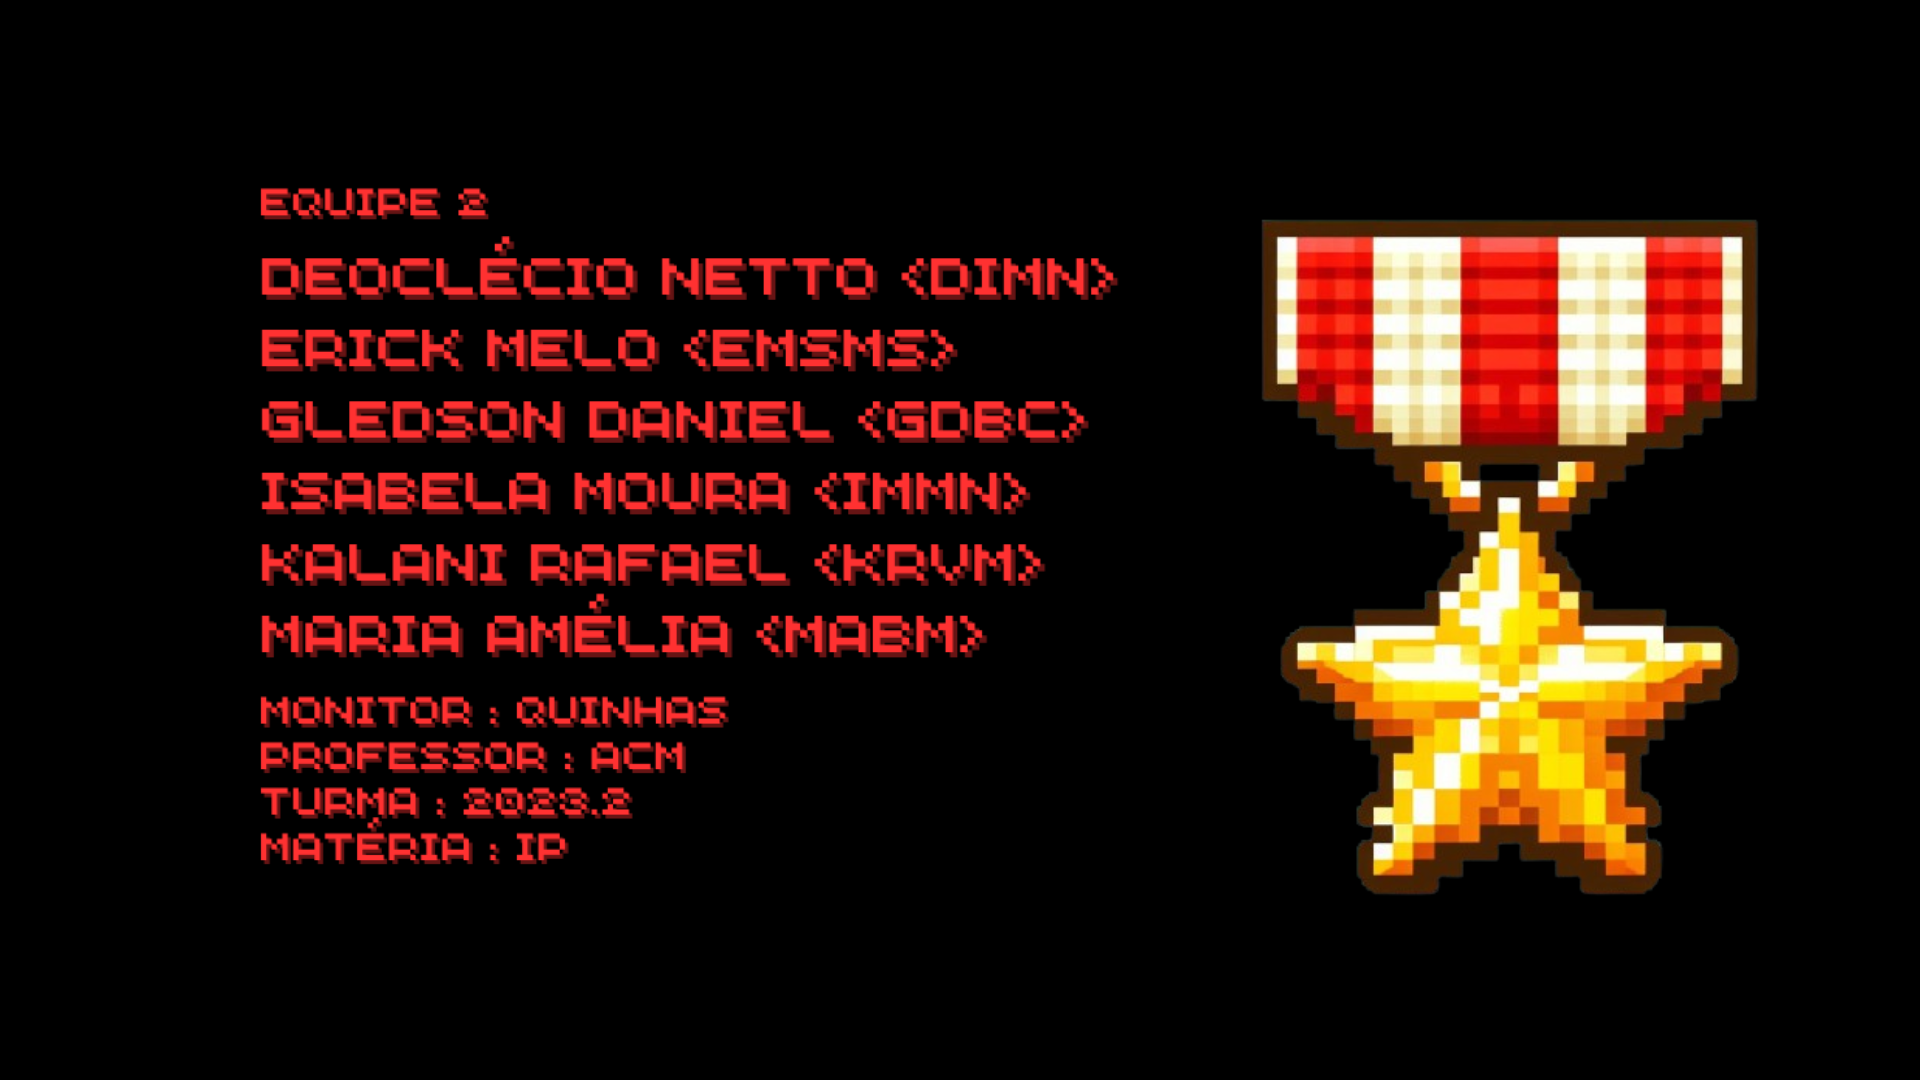 EQUIPE 2
DEOCLÉCIO NETTO <DIMN>
ERICK MELO <EMSMS>
GLEDSON DANIEL <GDBC>
ISABELA MOURA <IMMN>
KALANI RAFAEL <KRVM>
MARIA AMÉLIA <MABM>
MONITOR : QUINHAS
PROFESSOR : ACM
TURMA : 2023.2
MATÉRIA : IP